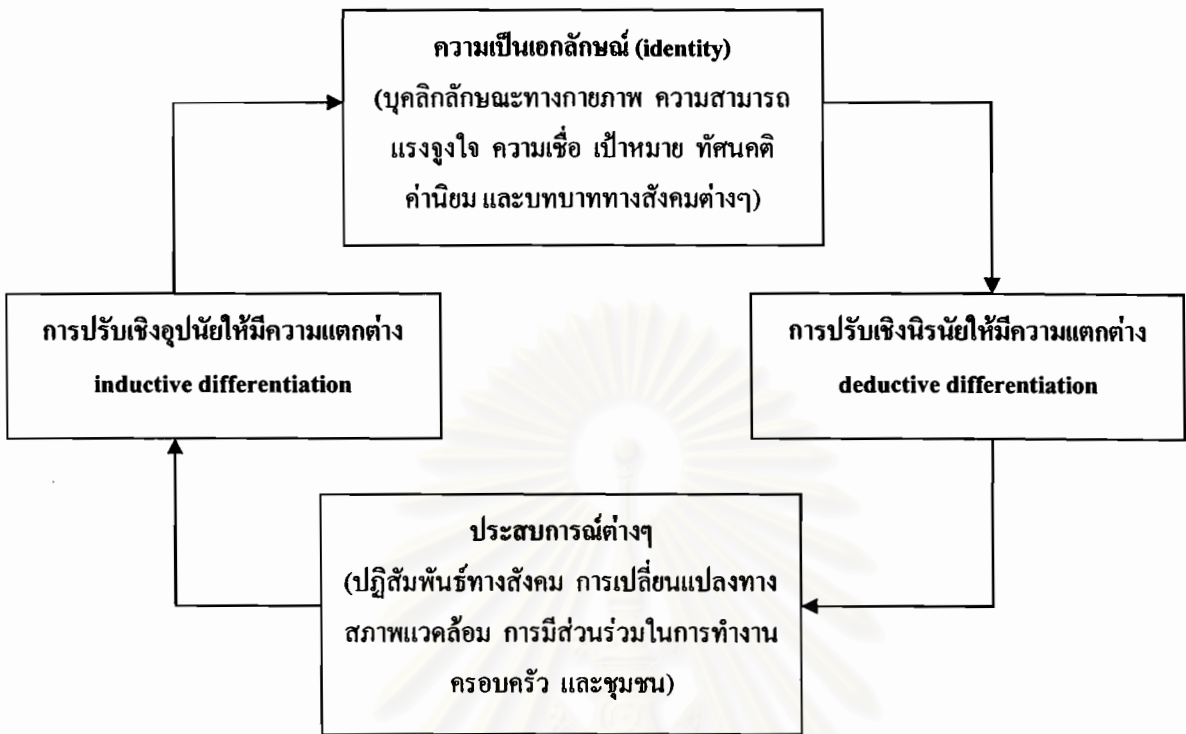 ความเป็นเอกลักษณ์ (identity)
(บุคลิกลักษณะทางกายภาพ ความสามารถ
แรงจูงใจ ความเชื่อ เป้าหมาย ทัศนคติ
ค่านิยม และบทบาททางสังคมต่างๆ)
การปรับเชิงอุปนัยให้มีความแตกต่าง
inductive differentiation
การปรับเชิงนิรนัยให้มีความแตกต่าง
deductive differentiation
ประสบการณ์ต่างๆ
(ปฏิสัมพันธ์ทางสังคม การเปลี่ยนแปลงทาง
สภาพแวดล้อม การมีส่วนร่วมในการทำงาน
ครอบครัว และชุมชน)